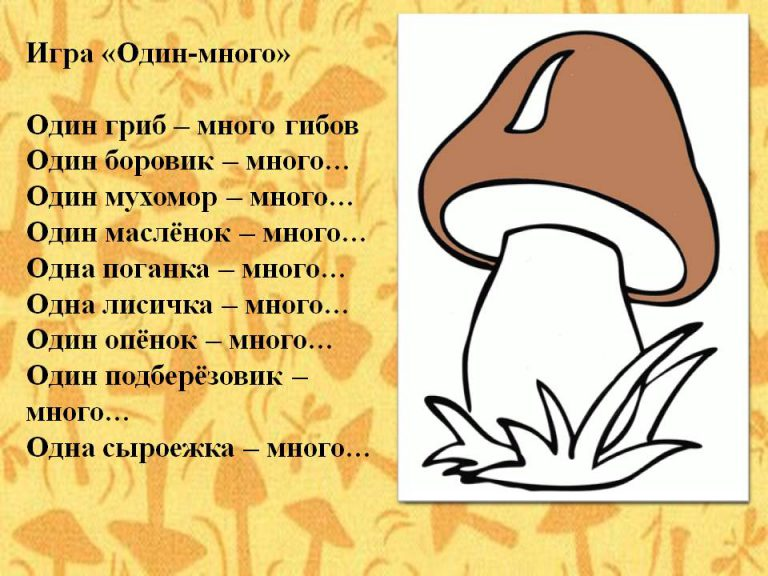 Игра «Один-много»
Один гриб – много гибов
Один боровик – много…
Один мухомор – много…
Один маслёнок – много…
Одна поганка – много…
Одна лисичка – много…
Один опёнок – много…
Один подберёзовик –
много…
Одна сыроежка – много…